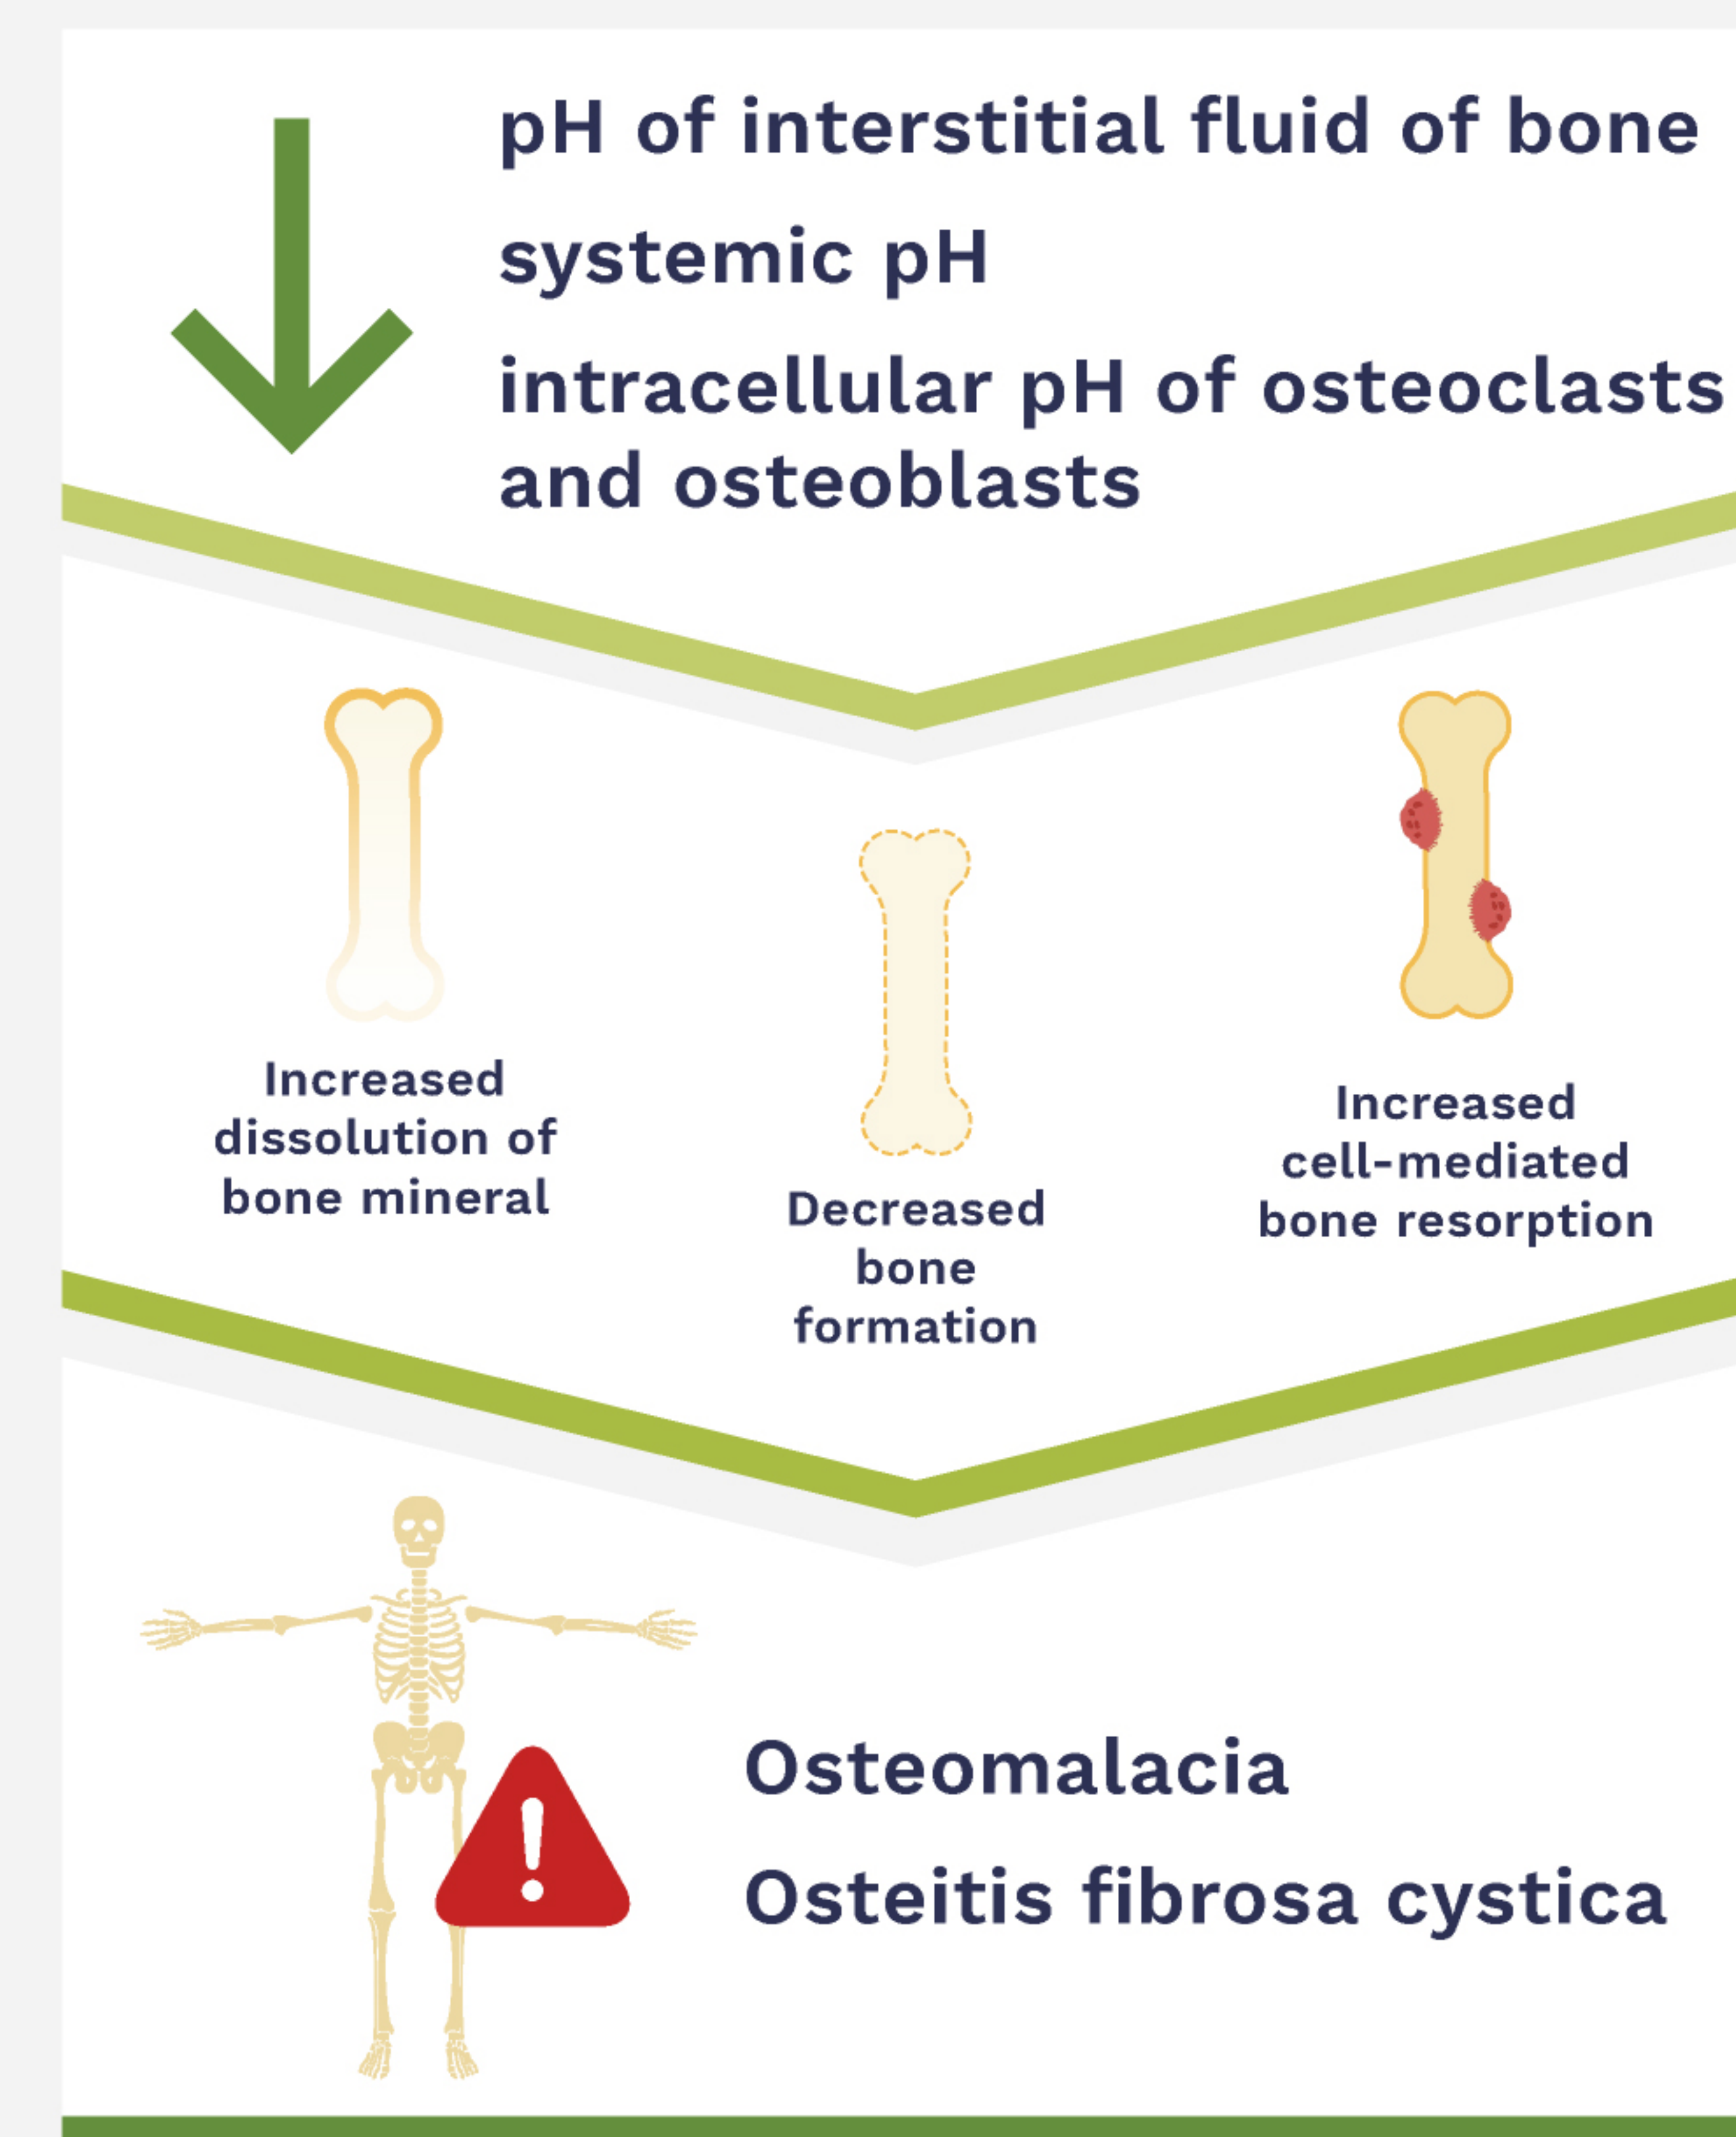 pH of interstitial fluid of bone
systemic pH
intracellular pH of osteoclasts
and osteoblasts
Increased
dissolution of
bone mineral
Decreased
bone
formation
Increased
cell-mediated
bone resorption
Osteomalacia
Osteitis fibrosa cystica